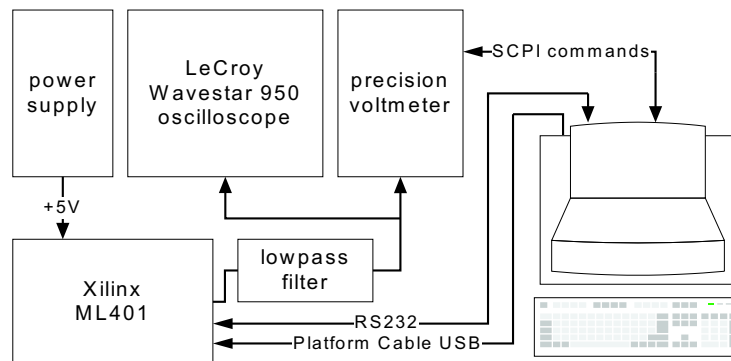 power
supply
LeCroy
Wavestar 950
oscilloscope
precision
voltmeter
SCPI commands
+5V
Xilinx
ML401
lowpass
filter
RS232
Platform Cable USB